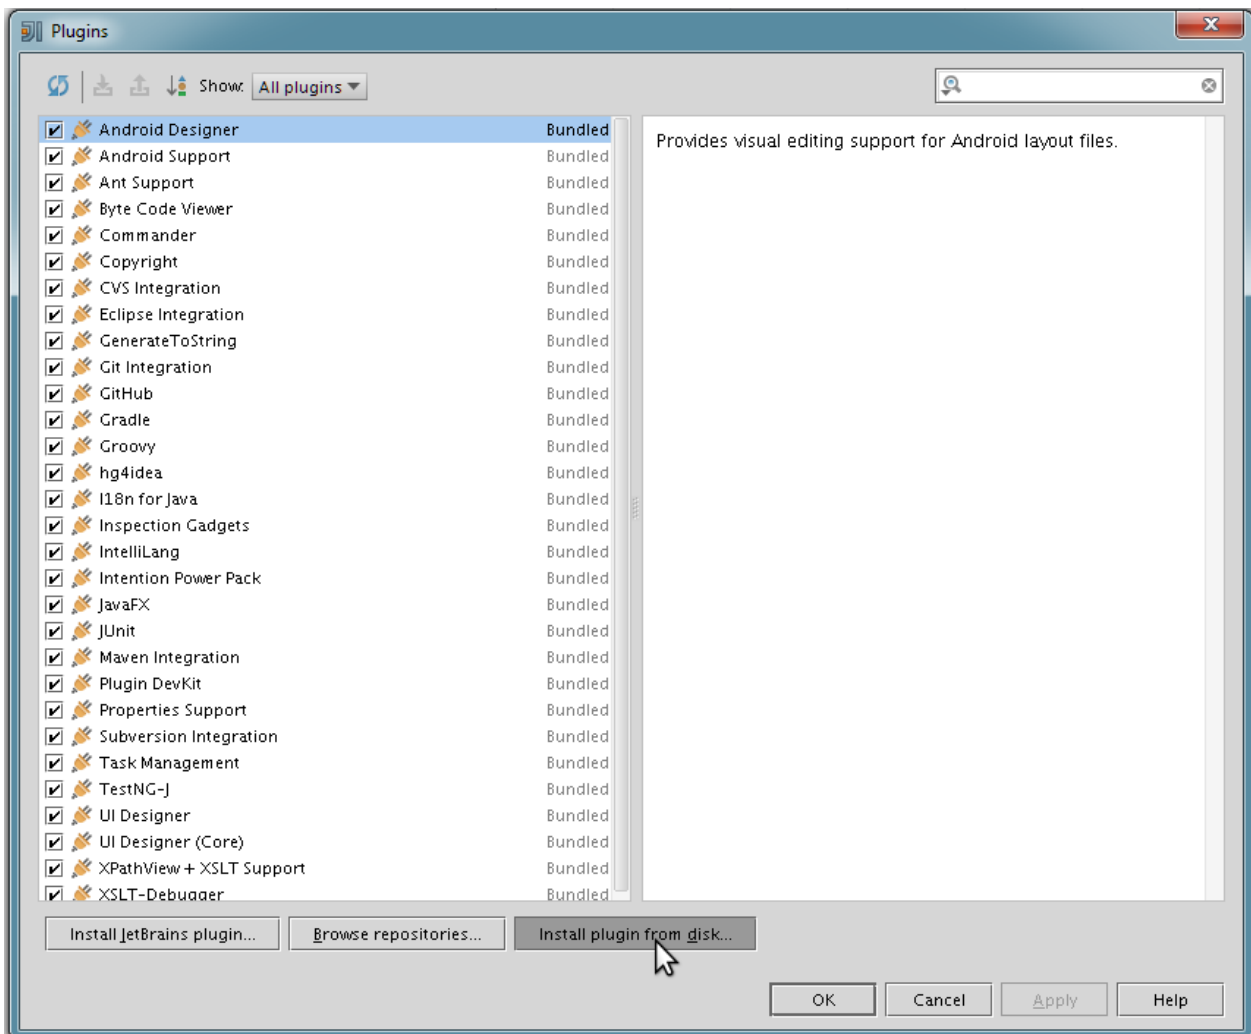 Plugins
Show: All plugins
Android Designer Bundled
Android Support Bundled
Ant Support Bundled
Byte Code Viewer Bundled
Commander Bundled
Copyright Bundled
CVS Integration Bundled
Eclipse Integration Bundled
GenerateToString Bundled
Git Integration Bundled
GitHub Bundled
Gradle Bundled
Groovy Bundled
hg4idea Bundled
I18n for Java Bundled
Inspection Gadgets Bundled
IntelliLang Bundled
Intention Power Pack Bundled
JavaFX Bundled
JUnit Bundled
Maven Integration Bundled
Plugin DevKit Bundled
Properties Support Bundled
Subversion Integration Bundled
Task Management Bundled
TestNG-J Bundled
UI Designer Bundled
UI Designer (Core) Bundled
XPathView + XSLT Support Bundled
XSLT-Debugger Bundled
Provides visual editing support for Android layout files.
Install JetBrains plugin... Browse repositories... Install plugin from disk...
OK Cancel Apply Help